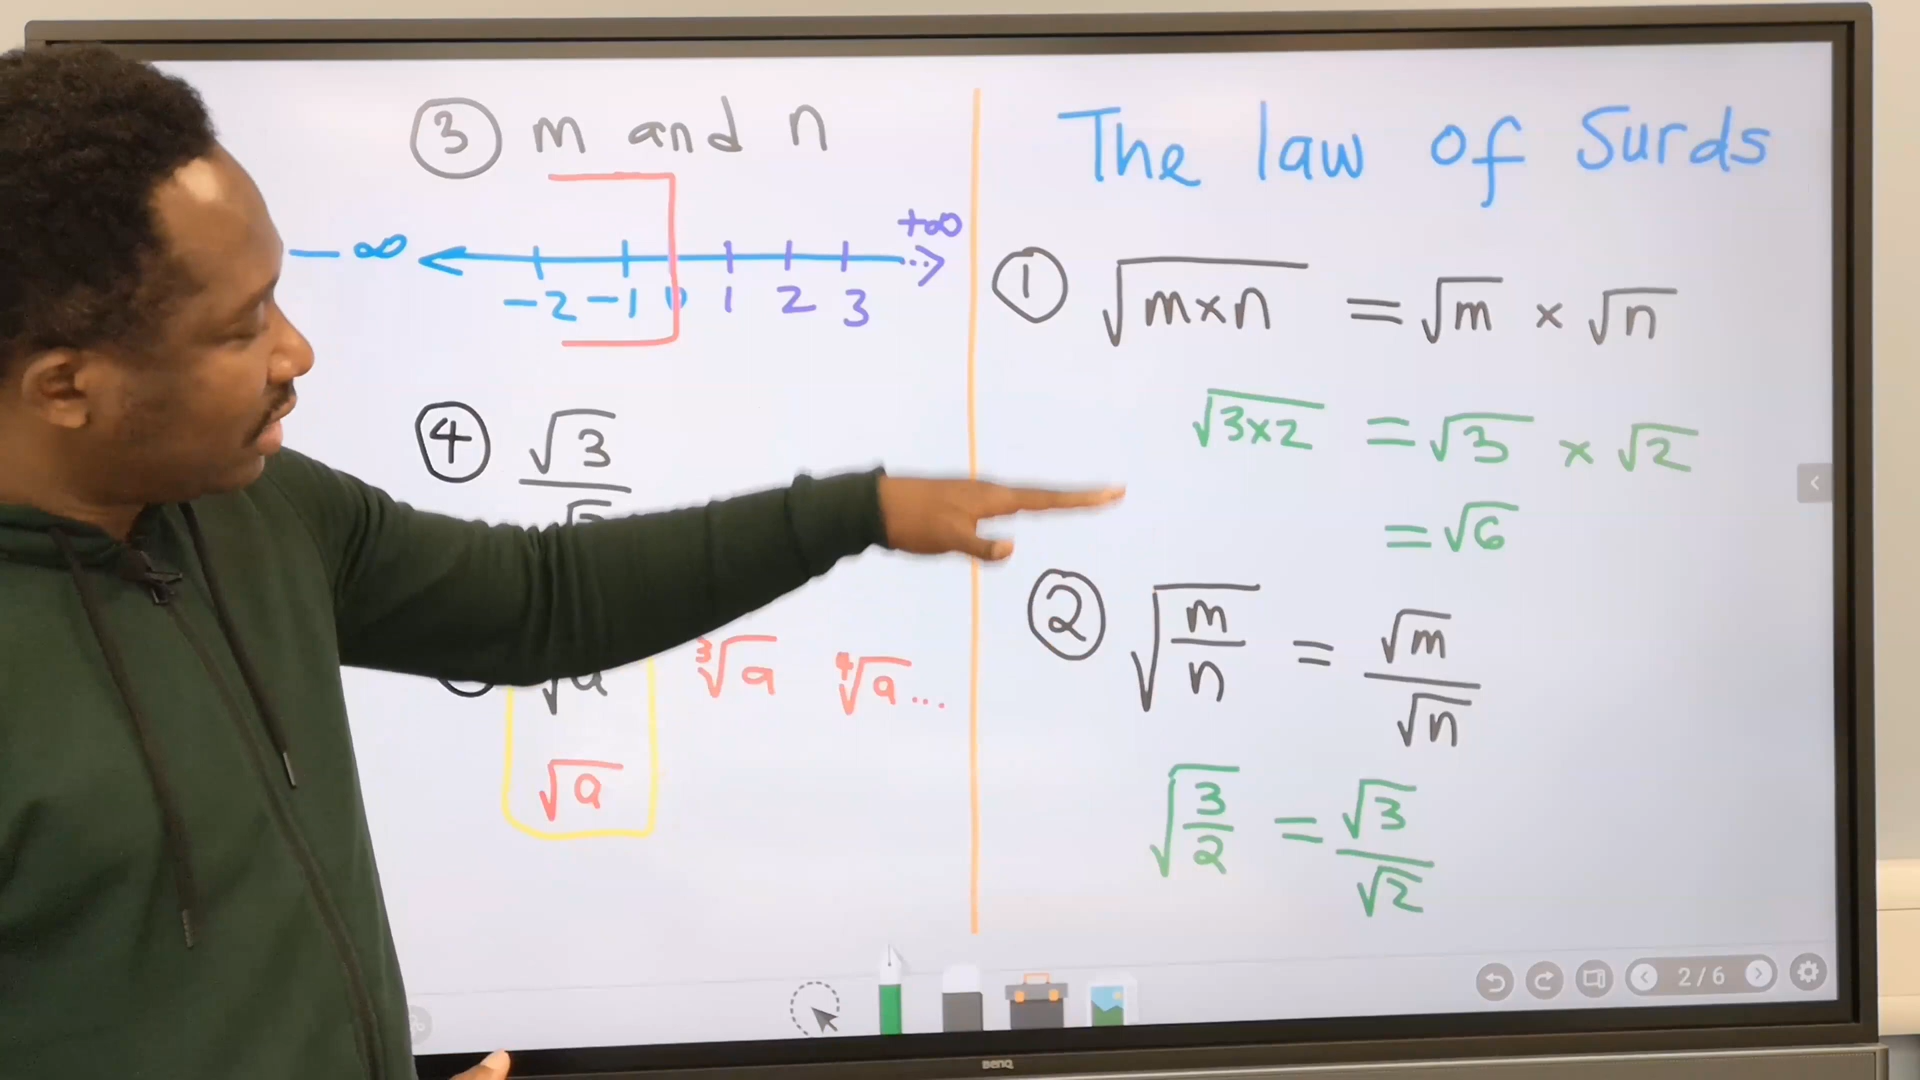 ③ m and n
-∞ +∞
-2 -1 0 1 2 3
④ √3
∛a ∜a...
√a
The law of Surds
① √(m×n) = √m × √n
√(3×2) = √3 × √2
= √6
② √(m/n) = √m/√n
√(3/2) = √3/√2
2/6
BenQ